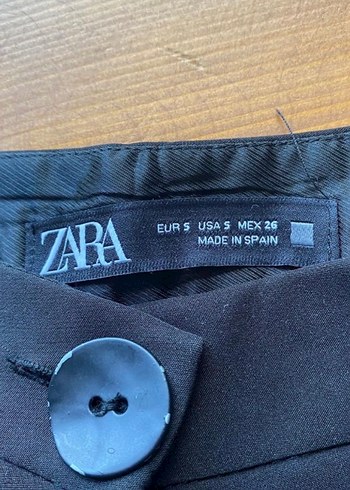 ZARA
EUR S USA S MEX 26
MADE IN SPAIN